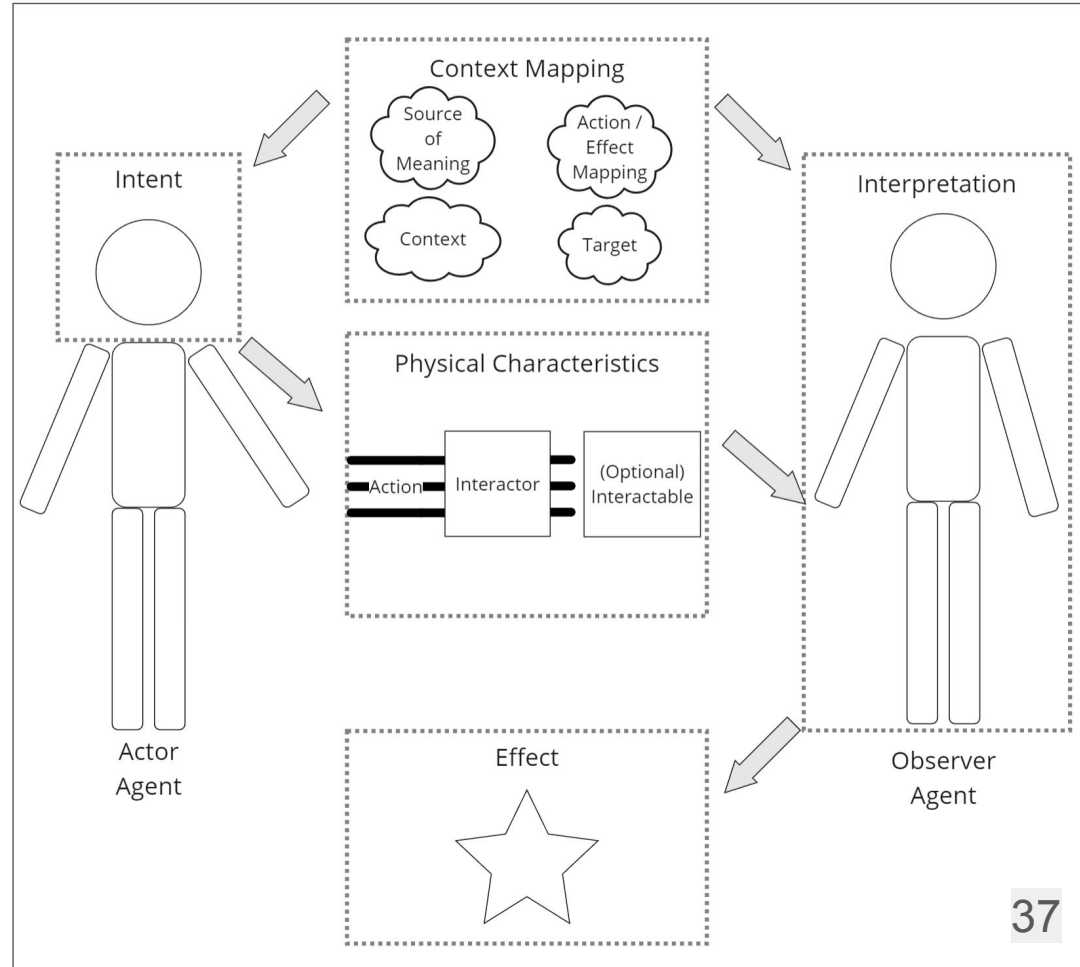 Context Mapping
Source
of
Meaning
Action /
Effect
Mapping
Context
Target
Intent
Interpretation
Physical Characteristics
Action
Interactor
(Optional)
Interactable
Actor
Agent
Effect
Observer
Agent
37